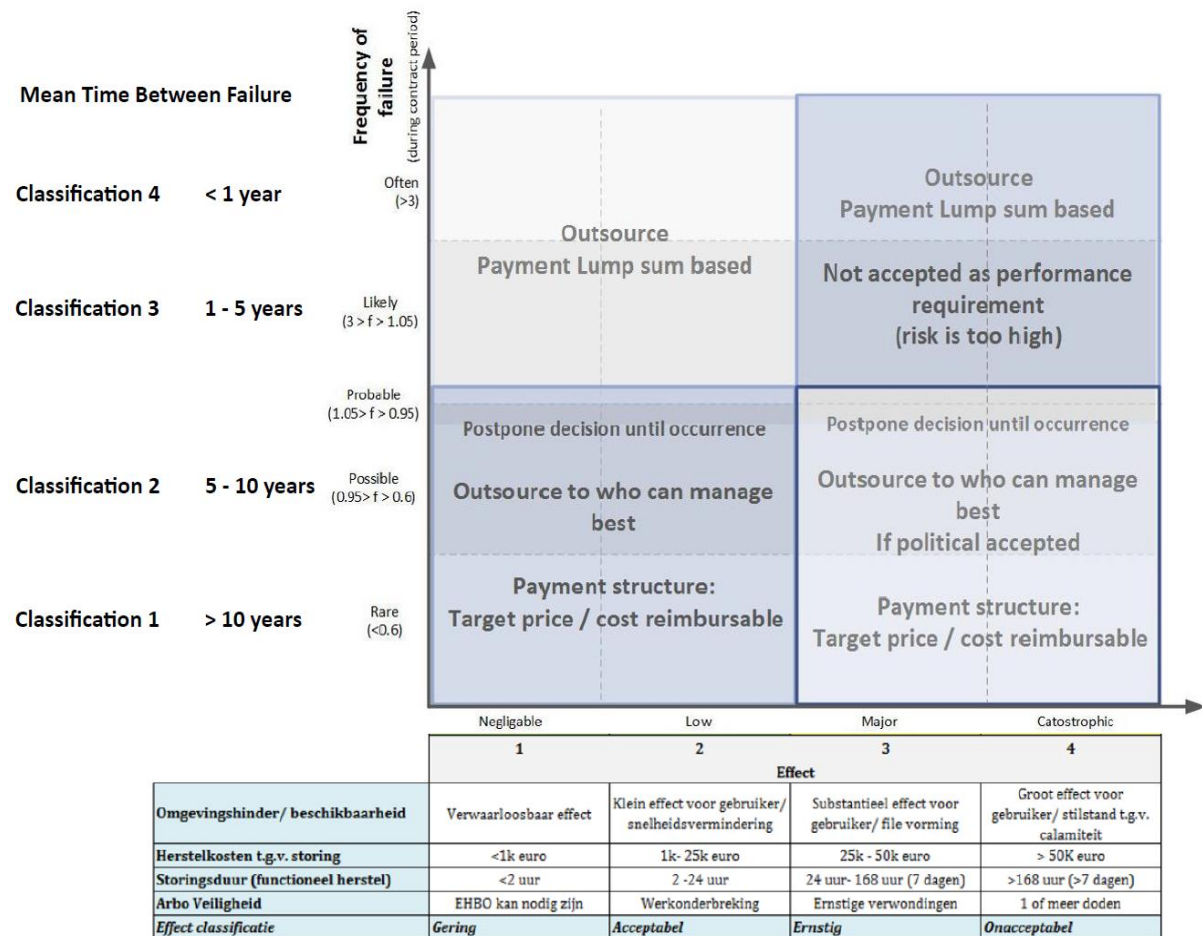 Frequency of
failure
(during contract period)
Mean Time Between Failure
Classification 4 < 1 year
Often
(>3)
Outsource
Payment Lump sum based
Outsource
Payment Lump sum based
Not accepted as performance
requirement
(risk is too high)
Classification 3 1 - 5 years
Likely
(3 > f > 1.05)
Probable
(1.05> f > 0.95)
Postpone decision until occurrence
Postpone decision until occurrence
Classification 2 5 - 10 years
Possible
(0.95> f > 0.6)
Outsource to who can manage
best
Outsource to who can manage
best
If political accepted
Classification 1 > 10 years
Rare
(<0.6)
Payment structure:
Target price / cost reimbursable
Payment structure:
Target price / cost reimbursable
Negligable Low Major Catostrophic
1 2 3 4
Effect
Omgevingshinder/ beschikbaarheid
Verwaarloosbaar effect
Klein effect voor gebruiker/
snelheidsvermindering
Substantieel effect voor
gebruiker/ file vorming
Groot effect voor
gebruiker/ stilstand t.g.v.
calamiteit
Herstelkosten t.g.v. storing <1k euro 1k- 25k euro 25k - 50k euro > 50K euro
Storingsduur (functioneel herstel) <2 uur 2 -24 uur 24 uur- 168 uur (7 dagen) >168 uur (>7 dagen)
Arbo Veiligheid EHBO kan nodig zijn Werkonderbreking Ernstige verwondingen 1 of meer doden
Effect classificatie Gering Acceptabel Ernstig Onacceptabel